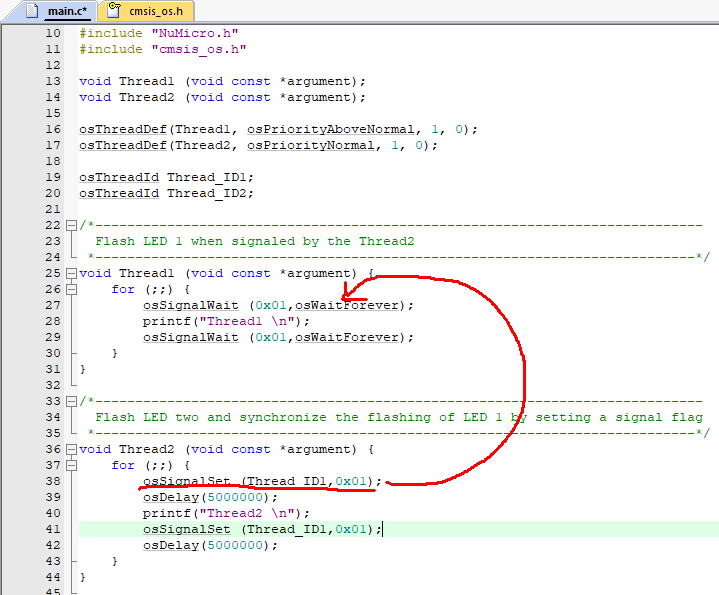 main.c* cmsis_os.h
10 #include "NuMicro.h"
11 #include "cmsis_os.h"
12
13 void Thread1 (void const *argument);
14 void Thread2 (void const *argument);
15
16 osThreadDef(Thread1, osPriorityAboveNormal, 1, 0);
17 osThreadDef(Thread2, osPriorityNormal, 1, 0);
18
19 osThreadId Thread_ID1;
20 osThreadId Thread_ID2;
21
22 /*----------------------------------------------------------------------------
23 Flash LED 1 when signaled by the Thread2
24 *---------------------------------------------------------------------------*/
25 void Thread1 (void const *argument) {
26 for (;;) {
27 osSignalWait (0x01,osWaitForever);
28 printf("Thread1 \n");
29 osSignalWait (0x01,osWaitForever);
30 }
31 }
32
33 /*----------------------------------------------------------------------------
34 Flash LED two and synchronize the flashing of LED 1 by setting a signal flag
35 *---------------------------------------------------------------------------*/
36 void Thread2 (void const *argument) {
37 for (;;) {
38 osSignalSet (Thread_ID1,0x01);
39 osDelay(5000000);
40 printf("Thread2 \n");
41 osSignalSet (Thread_ID1,0x01);
42 osDelay(5000000);
43 }
44 }
45